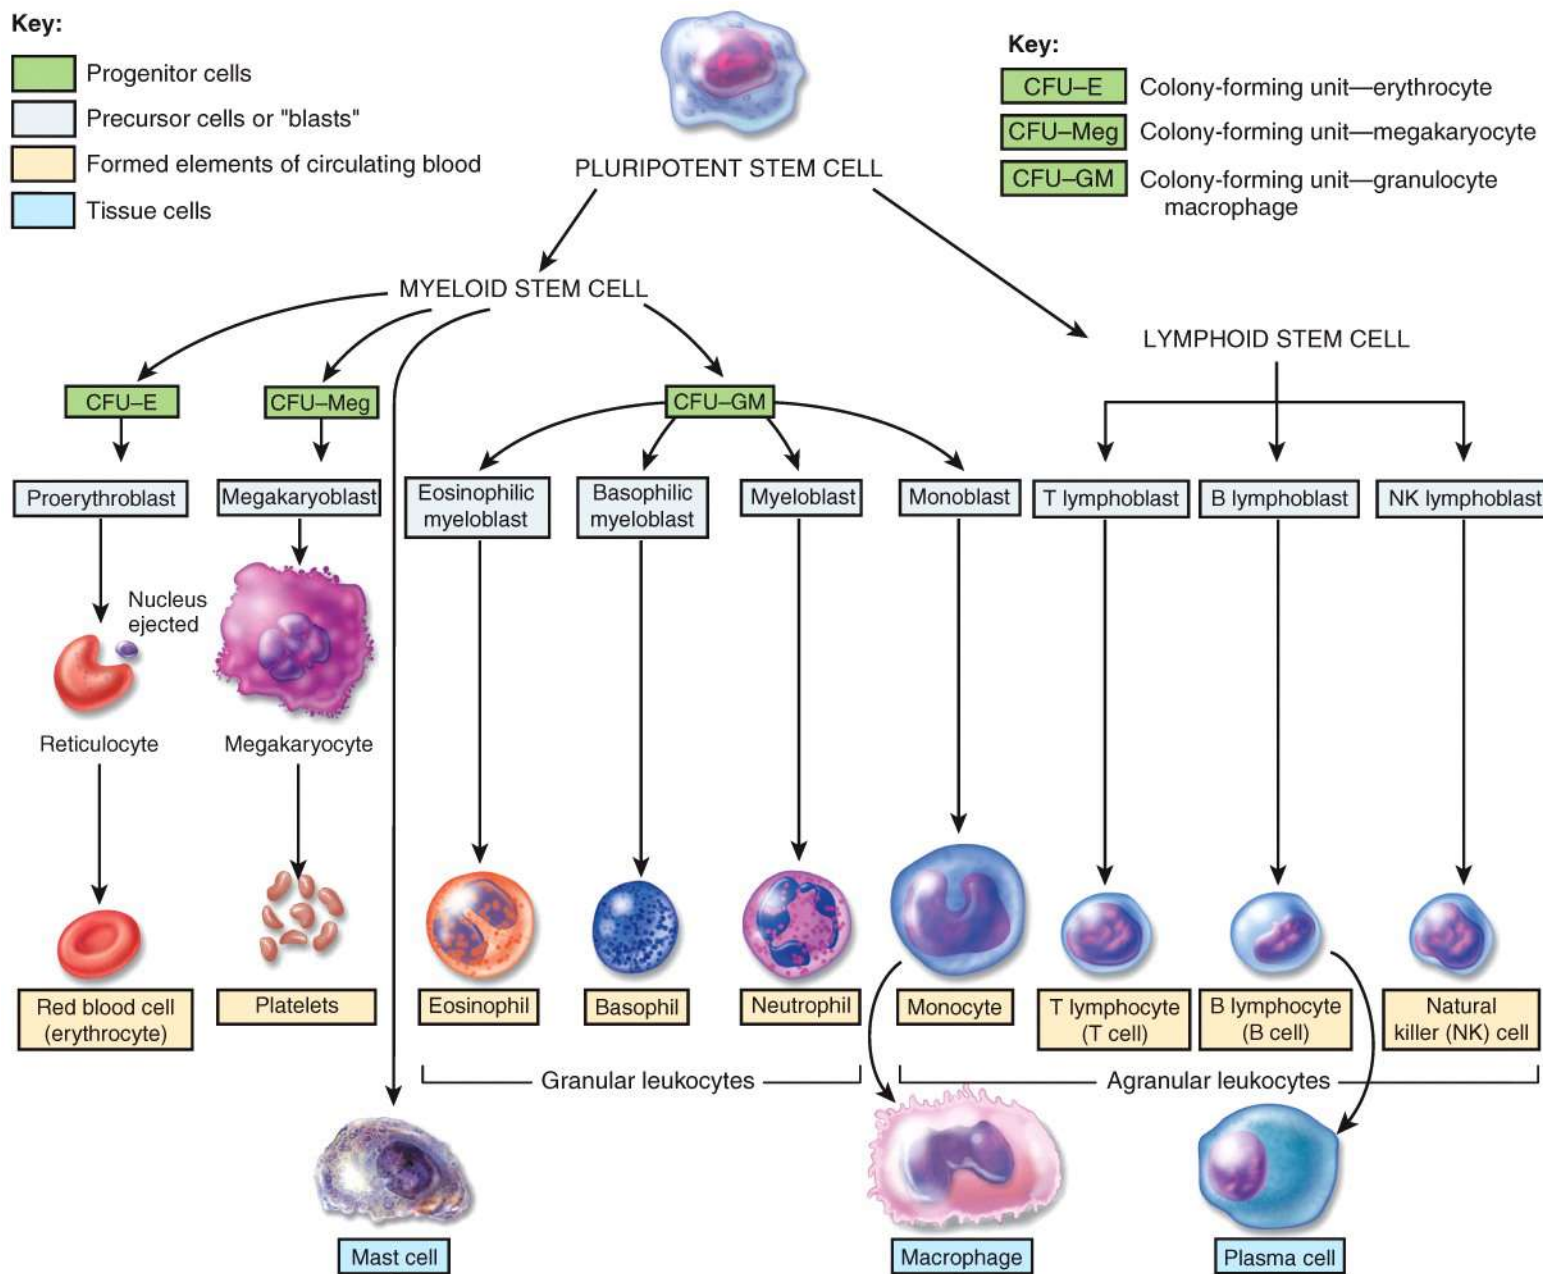 Key:
Progenitor cells
Precursor cells or "blasts"
Formed elements of circulating blood
Tissue cells
Key:
CFU–E Colony-forming unit—erythrocyte
CFU–Meg Colony-forming unit—megakaryocyte
CFU–GM Colony-forming unit—granulocyte
macrophage
PLURIPOTENT STEM CELL
MYELOID STEM CELL
LYMPHOID STEM CELL
CFU–E
CFU–Meg
CFU–GM
Proerythroblast
Megakaryoblast
Eosinophilic
myeloblast
Basophilic
myeloblast
Myeloblast
Monoblast
T lymphoblast
B lymphoblast
NK lymphoblast
Nucleus
ejected
Reticulocyte
Megakaryocyte
Red blood cell
(erythrocyte)
Platelets
Eosinophil
Basophil
Neutrophil
Monocyte
T lymphocyte
(T cell)
B lymphocyte
(B cell)
Natural
killer (NK) cell
Granular leukocytes
Agranular leukocytes
Mast cell
Macrophage
Plasma cell